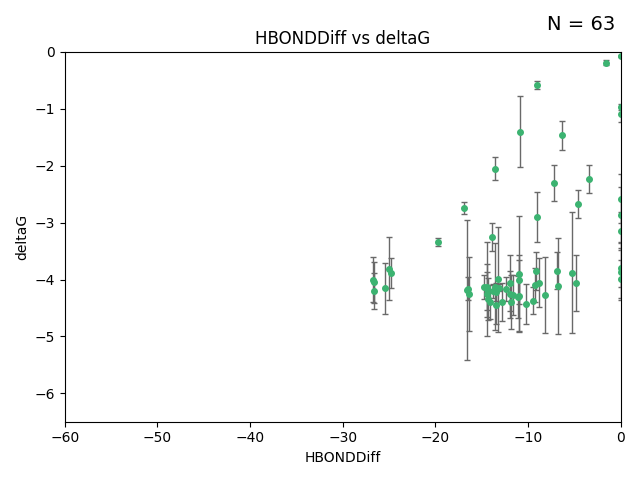 N = 63
HBONDDiff vs deltaG
deltaG
0
−1
−2
−3
−4
−5
−6
−60 −50 −40 −30 −20 −10 0
HBONDDiff